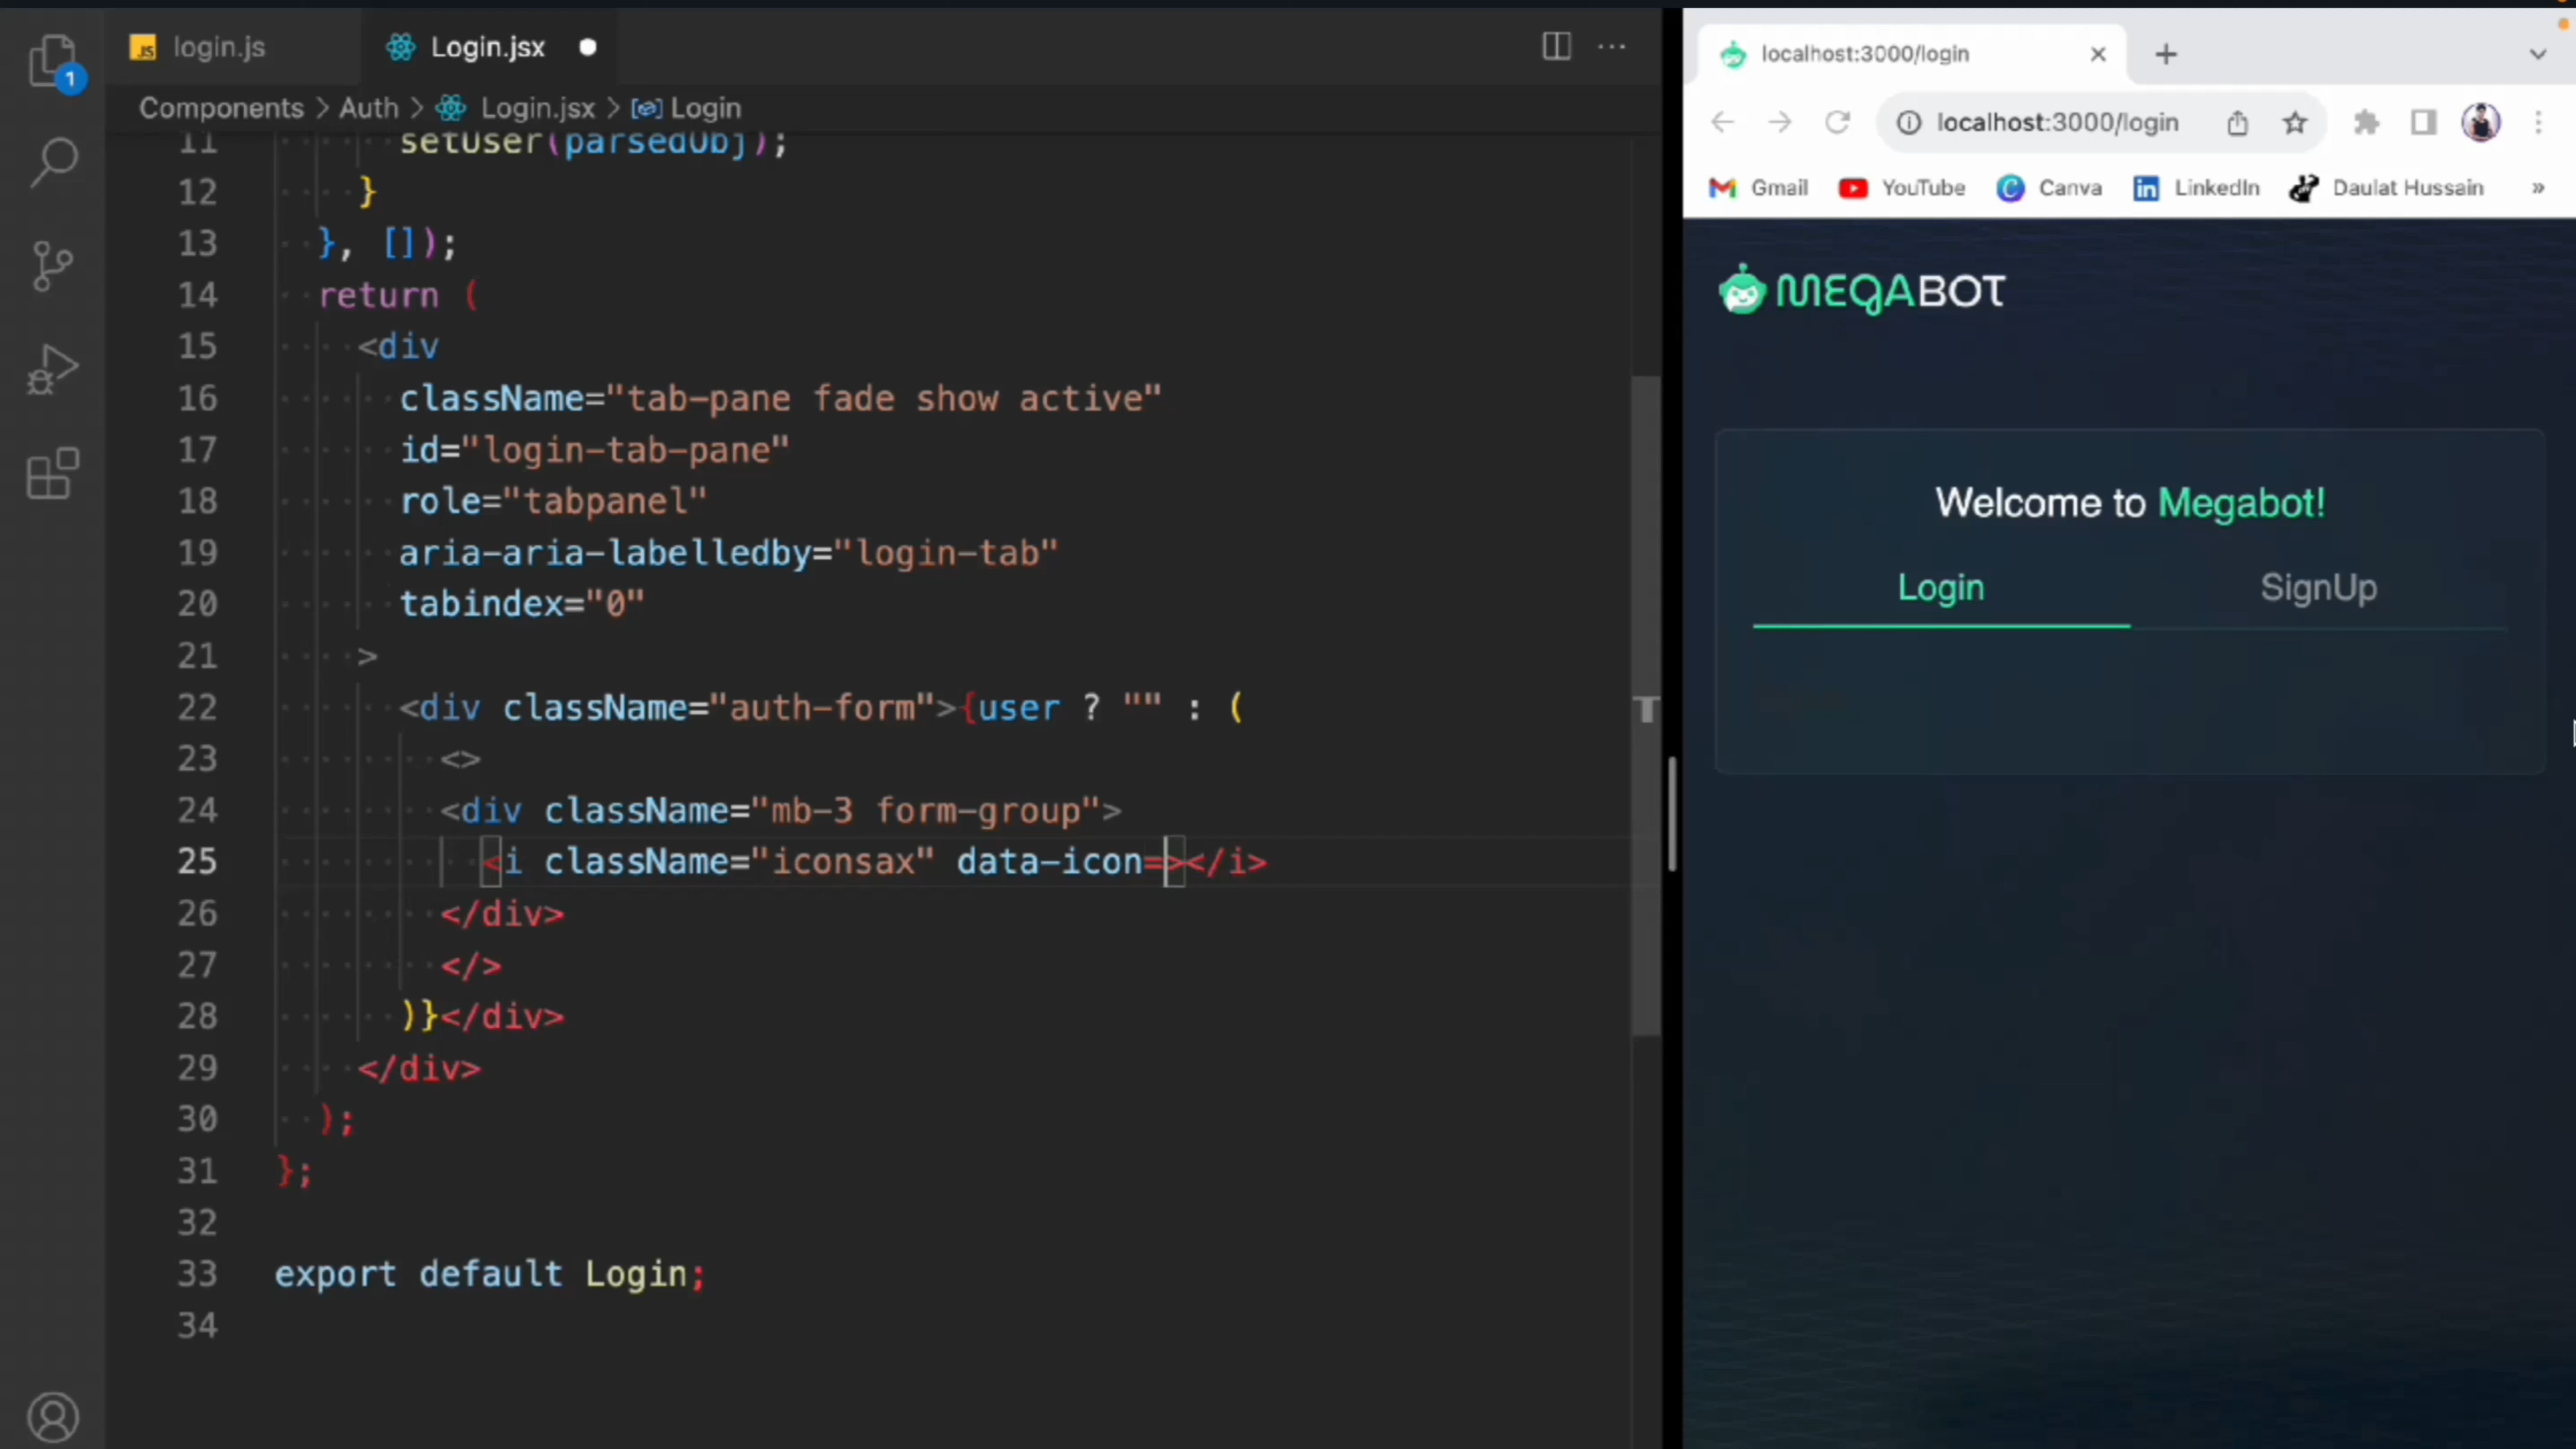 login.js
Login.jsx
1
Components > Auth > Login.jsx > Login
11 setUser(parsedObj);
12 }
13 }, []);
14 return (
15 <div
16 className="tab-pane fade show active"
17 id="login-tab-pane"
18 role="tabpanel"
19 aria-aria-labelledby="login-tab"
20 tabindex="0"
21 >
22 <div className="auth-form">{user ? "" : (
23 <>
24 <div className="mb-3 form-group">
25 <i className="iconsax" data-icon=></i>
26 </div>
27 </>
28 )}</div>
29 </div>
30 );
31 };
32
33 export default Login;
34
localhost:3000/login
localhost:3000/login
Gmail YouTube Canva LinkedIn Daulat Hussain »
MEGABOT
Welcome to Megabot!
Login SignUp